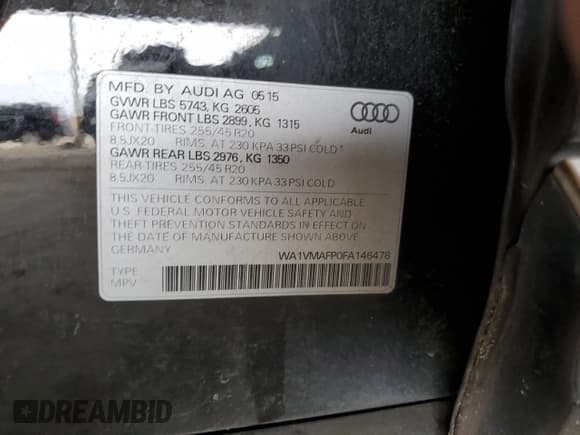 MFD. BY AUDI AG 05 15
GVWR LBS 5743, KG 2605
GAWR FRONT LBS 2899, KG 1315
FRONT-TIRES 255/45 R20
8.5JX20 RIMS, AT 230 KPA 33 PSI COLD
GAWR REAR LBS 2976, KG 1350
REAR-TIRES 255/45 R20
8.5JX20 RIMS, AT 230 KPA 33 PSI COLD
Audi
THIS VEHICLE CONFORMS TO ALL APPLICABLE
U.S. FEDERAL MOTOR VEHICLE SAFETY AND
THEFT PREVENTION STANDARDS IN EFFECT ON
THE DATE OF MANUFACTURE SHOWN ABOVE.
GERMANY
WA1VMAFP0FA146478
TYPE
MPV
DREAMBID